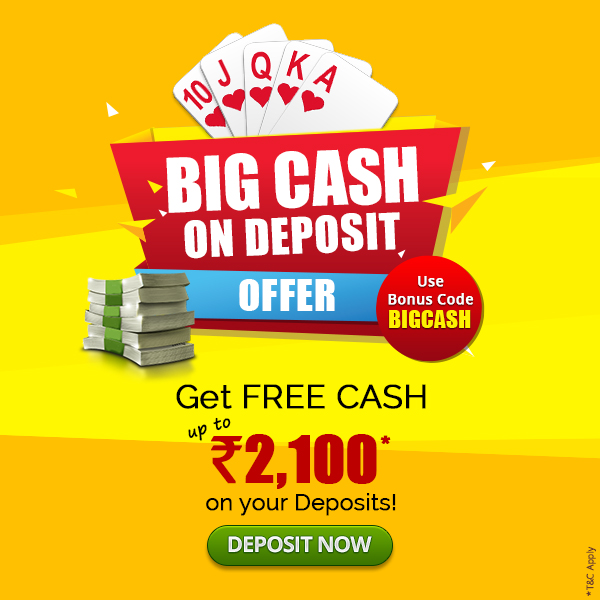 10 J Q K A
BIG CASH
ON DEPOSIT
OFFER
Use
Bonus Code
BIGCASH
Get FREE CASH
up to
₹2,100*
on your Deposits!
DEPOSIT NOW
*T&C Apply